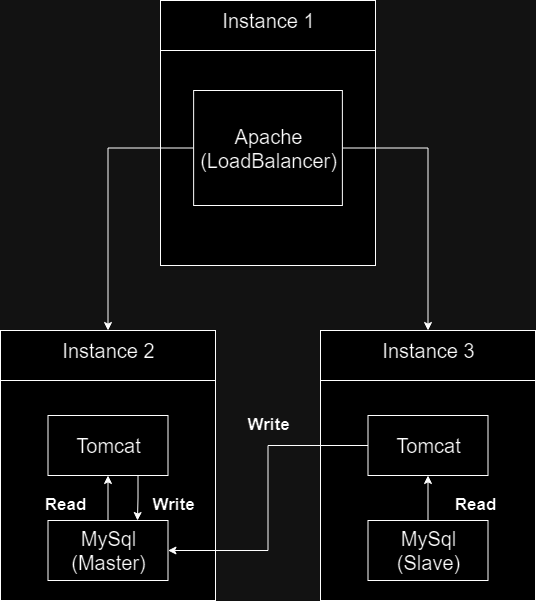 Instance 1
Apache
(LoadBalancer)
Instance 2
Instance 3
Tomcat
Write
Tomcat
Read
Write
Read
MySql
(Master)
MySql
(Slave)